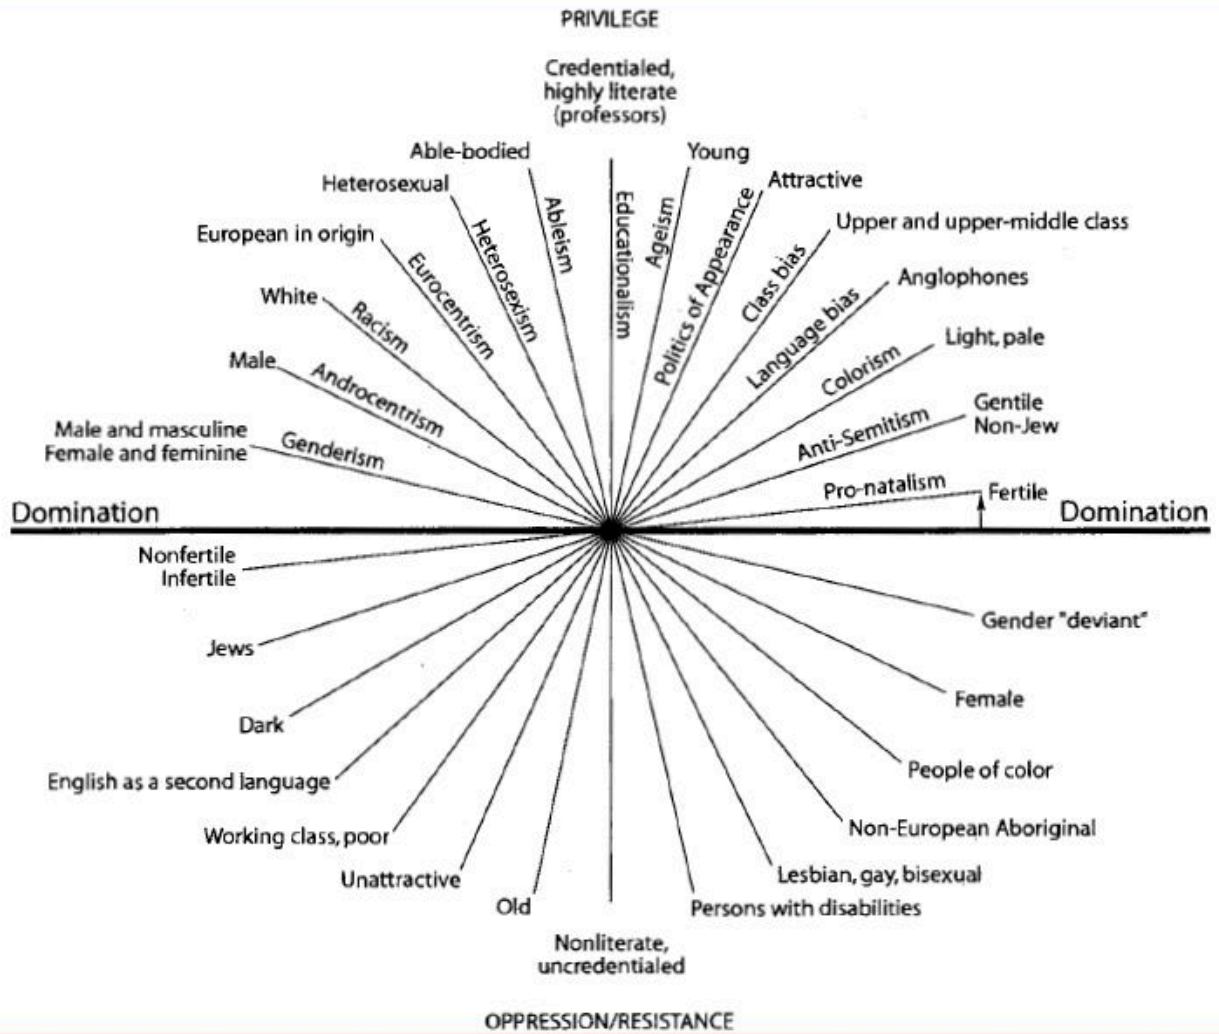 PRIVILEGE
Credentialed,
highly literate
(professors)
Able-bodied
Young
Heterosexual
Attractive
European in origin
Upper and upper-middle class
White
Anglophones
Male
Light, pale
Male and masculine
Female and feminine
Gentile
Non-Jew
Fertile
Genderism
Androcentrism
Racism
Eurocentrism
Heterosexism
Ableism
Educationalism
Ageism
Politics of Appearance
Class bias
Language bias
Colorism
Anti-Semitism
Pro-natalism
Domination
Domination
Nonfertile
Infertile
Gender "deviant"
Jews
Female
Dark
People of color
English as a second language
Non-European Aboriginal
Working class, poor
Lesbian, gay, bisexual
Unattractive
Persons with disabilities
Old
Nonliterate,
uncredentialed
OPPRESSION/RESISTANCE